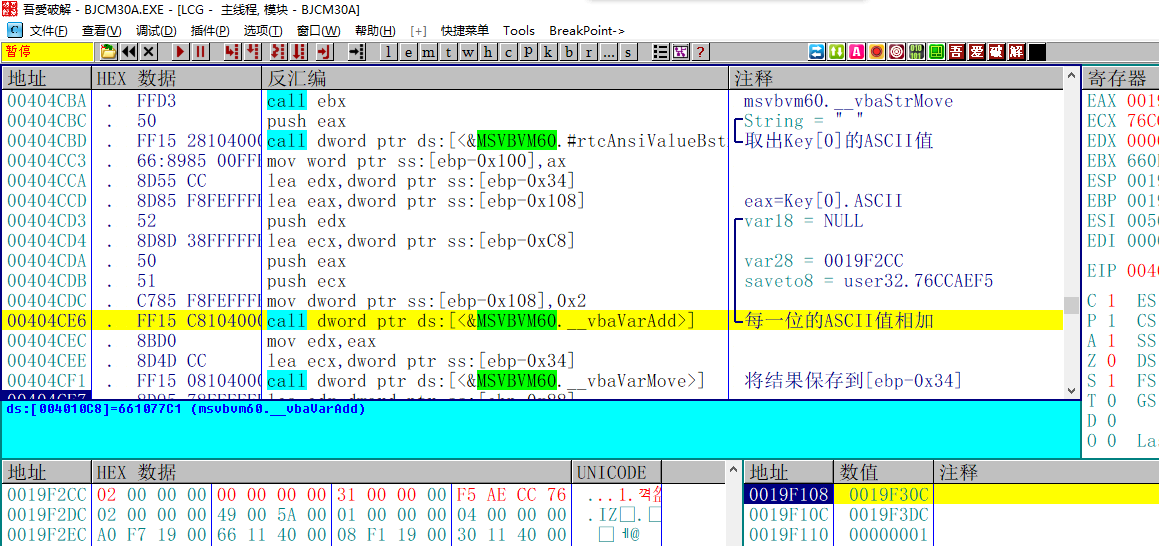 吾爱破解 - BJCM30A.EXE - [LCG - 主线程, 模块 - BJCM30A]
C 文件(F) 查看(V) 调试(D) 插件(P) 选项(T) 窗口(W) 帮助(H) [+] 快捷菜单 Tools BreakPoint->
暂停 l e m t w h c p k b r ... s ? 吾 爱 破 解
地址 HEX 数据 反汇编 注释 寄存器
00404CBA . FFD3 call ebx msvbvm60.__vbaStrMove EAX 0019
00404CBC . 50 push eax String = " " ECX 76C
00404CBD . FF15 28104000 call dword ptr ds:[<&MSVBVM60.#rtcAnsiValueBst 取出Key[0]的ASCII值 EDX 000
00404CC3 . 66:8985 00FFF mov word ptr ss:[ebp-0x100],ax EBX 660
00404CCA . 8D55 CC lea edx,dword ptr ss:[ebp-0x34] ESP 0019
00404CCD . 8D85 F8FEFFFF lea eax,dword ptr ss:[ebp-0x108] eax=Key[0].ASCII EBP 0019
00404CD3 . 52 push edx var18 = NULL ESI 005
00404CD4 . 8D8D 38FFFFFF lea ecx,dword ptr ss:[ebp-0xC8] EDI 000
00404CDA . 50 push eax var28 = 0019F2CC
00404CDB . 51 push ecx saveto8 = user32.76CCAEF5 EIP 0040
00404CDC . C785 F8FEFFFF mov dword ptr ss:[ebp-0x108],0x2 C 1 ES
00404CE6 . FF15 C8104000 call dword ptr ds:[<&MSVBVM60.__vbaVarAdd>] 每一位的ASCII值相加 P 1 CS
00404CEC . 8BD0 mov edx,eax A 1 SS
00404CEE . 8D4D CC lea ecx,dword ptr ss:[ebp-0x34] Z 0 DS
00404CF1 . FF15 08104000 call dword ptr ds:[<&MSVBVM60.__vbaVarMove>] 将结果保存到[ebp-0x34] S 1 FS
T 0 GS
ds:[004010C8]=661077C1 (msvbvm60.__vbaVarAdd)
D 0
O 0 La
地址 HEX 数据 UNICODE 地址 数值 注释
0019F2CC 02 00 00 00 00 00 00 00 31 00 00 00 F5 AE CC 76 0019F108 0019F30C
0019F2DC 02 00 00 00 49 00 5A 00 01 00 00 00 04 00 00 00 .IZ□.□ 0019F10C 0019F3DC
0019F2EC A0 F7 19 00 66 11 40 00 08 F1 19 00 30 11 40 00 0019F110 00000001